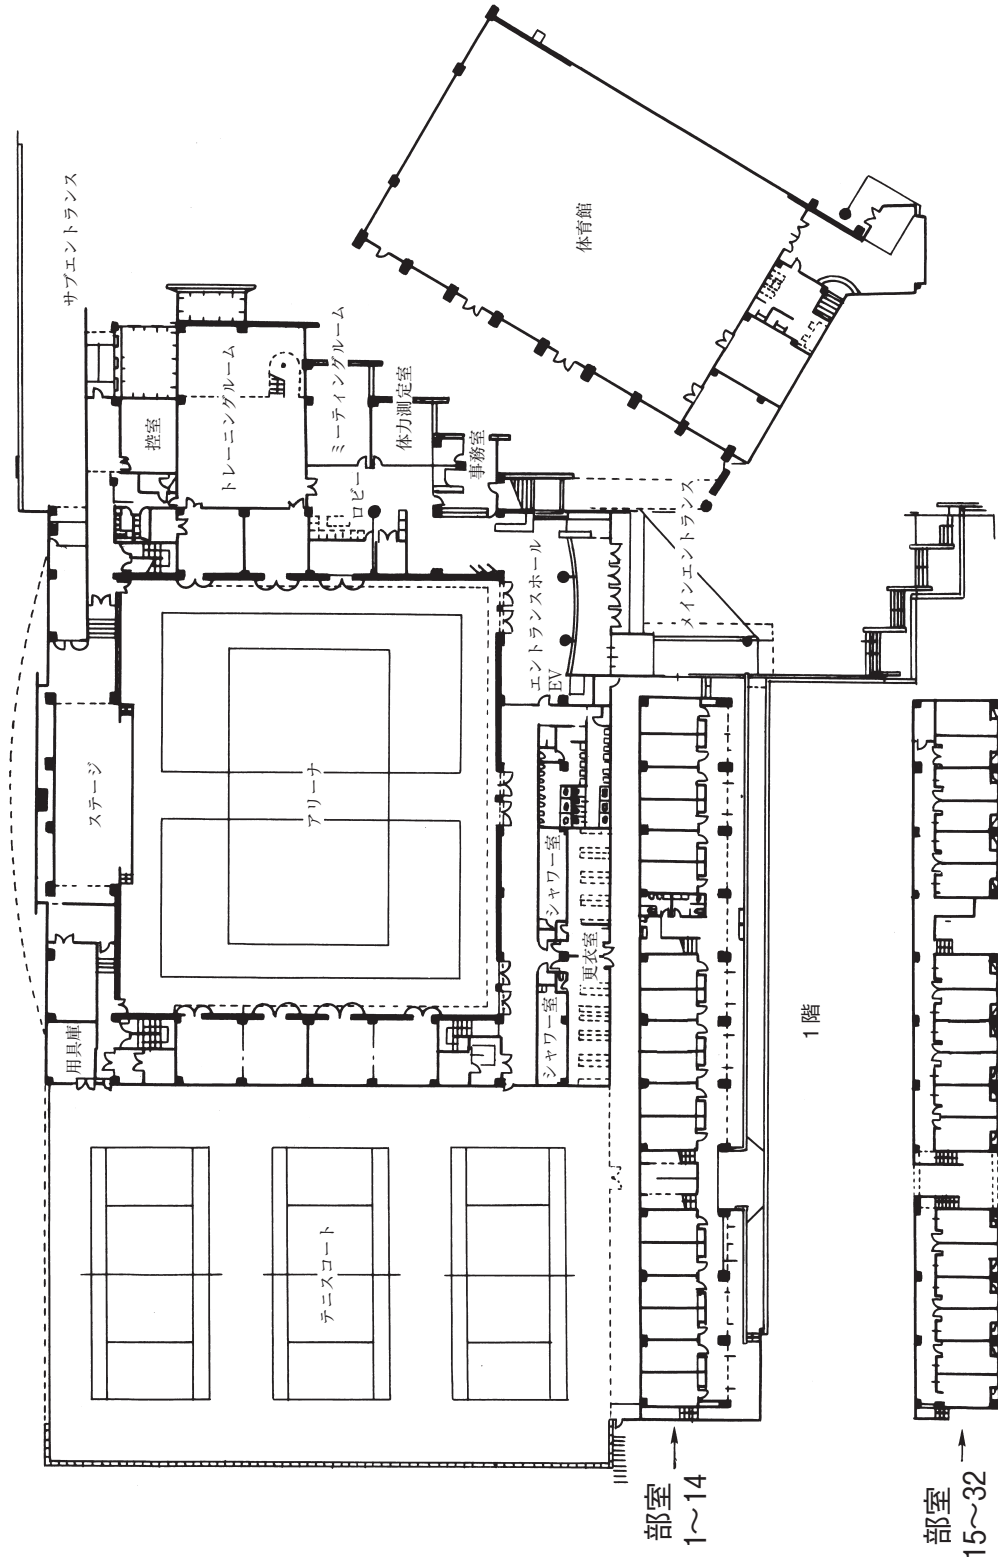 サブエントランス
控室
トレーニングルーム
ミーティングルーム
体力測定室
事務室
ロビー
体育館
メインエントランス
エントランスホール
EV
ステージ
アリーナ
シャワー室
更衣室
シャワー室
用具庫
テニスコート
1階
部室
1〜14
部室
15〜32